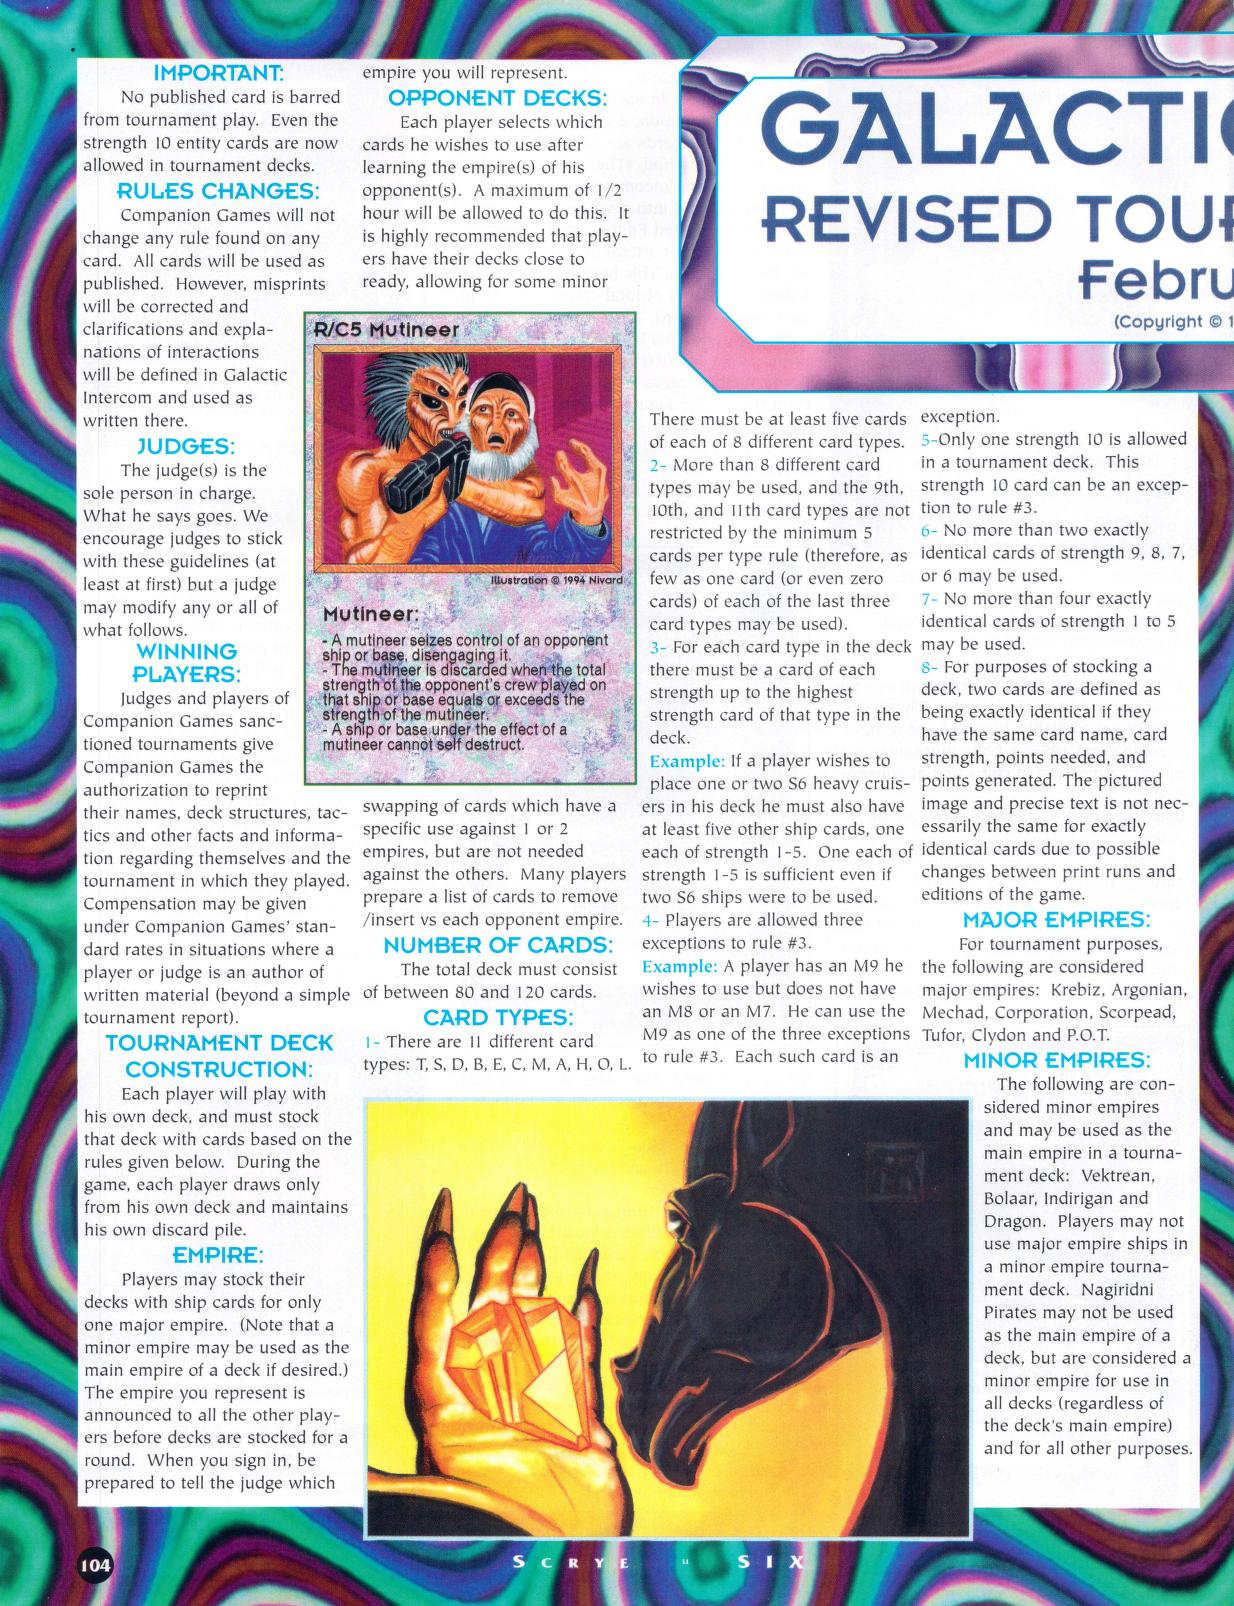 IMPORTANT:
No published card is barred
from tournament play. Even the
strength 10 entity cards are now
allowed in tournament decks.
RULES CHANGES:
Companion Games will not
change any rule found on any
card. All cards will be used as
published. However, misprints
will be corrected and
clarifications and expla-
nations of interactions
will be defined in Galactic
Intercom and used as
written there.
JUDGES:
The judge(s) is the
sole person in charge.
What he says goes. We
encourage judges to stick
with these guidelines (at
least at first) but a judge
may modify any or all of
what follows.
WINNING
PLAYERS:
Judges and players of
Companion Games sanc-
tioned tournaments give
Companion Games the
authorization to reprint
their names, deck structures, tac-
tics and other facts and informa-
tion regarding themselves and the
tournament in which they played.
Compensation may be given
under Companion Games' stan-
dard rates in situations where a
player or judge is an author of
written material (beyond a simple
tournament report).
TOURNAMENT DECK
CONSTRUCTION:
Each player will play with
his own deck, and must stock
that deck with cards based on the
rules given below. During the
game, each player draws only
from his own deck and maintains
his own discard pile.
EMPIRE:
Players may stock their
decks with ship cards for only
one major empire. (Note that a
minor empire may be used as the
main empire of a deck if desired.)
The empire you represent is
announced to all the other play-
ers before decks are stocked for a
round. When you sign in, be
prepared to tell the judge which
empire you will represent.
OPPONENT DECKS:
Each player selects which
cards he wishes to use after
learning the empire(s) of his
opponent(s). A maximum of 1/2
hour will be allowed to do this. It
is highly recommended that play-
ers have their decks close to
ready, allowing for some minor
R/C5 Mutineer
Illustration © 1994 Nivard
Mutineer:
- A mutineer seizes control of an opponent
ship or base, disengaging it.
- The mutineer is discarded when the total
strength of the opponent's crew played on
that ship or base equals or exceeds the
strength of the mutineer.
- A ship or base under the effect of a
mutineer cannot self destruct.
swapping of cards which have a
specific use against 1 or 2
empires, but are not needed
against the others. Many players
prepare a list of cards to remove
/insert vs each opponent empire.
NUMBER OF CARDS:
The total deck must consist
of between 80 and 120 cards.
CARD TYPES:
1- There are 11 different card
types: T, S, D, B, E, C, M, A, H, O, L.
GALACTIC
REVISED TOUR
Febru
(Copyright © 1
There must be at least five cards
of each of 8 different card types.
2- More than 8 different card
types may be used, and the 9th,
10th, and 11th card types are not
restricted by the minimum 5
cards per type rule (therefore, as
few as one card (or even zero
cards) of each of the last three
card types may be used).
3- For each card type in the deck
there must be a card of each
strength up to the highest
strength card of that type in the
deck.
Example: If a player wishes to
place one or two S6 heavy cruis-
ers in his deck he must also have
at least five other ship cards, one
each of strength 1-5. One each of
strength 1-5 is sufficient even if
two S6 ships were to be used.
4- Players are allowed three
exceptions to rule #3.
Example: A player has an M9 he
wishes to use but does not have
an M8 or an M7. He can use the
M9 as one of the three exceptions
to rule #3. Each such card is an
exception.
5-Only one strength 10 is allowed
in a tournament deck. This
strength 10 card can be an excep-
tion to rule #3.
6- No more than two exactly
identical cards of strength 9, 8, 7,
or 6 may be used.
7- No more than four exactly
identical cards of strength 1 to 5
may be used.
8- For purposes of stocking a
deck, two cards are defined as
being exactly identical if they
have the same card name, card
strength, points needed, and
points generated. The pictured
image and precise text is not nec-
essarily the same for exactly
identical cards due to possible
changes between print runs and
editions of the game.
MAJOR EMPIRES:
For tournament purposes,
the following are considered
major empires: Krebiz, Argonian,
Mechad, Corporation, Scorpead,
Tufor, Clydon and P.O.T.
MINOR EMPIRES:
The following are con-
sidered minor empires
and may be used as the
main empire in a tourna-
ment deck: Vektrean,
Bolaar, Indirigan and
Dragon. Players may not
use major empire ships in
a minor empire tourna-
ment deck. Nagiridni
Pirates may not be used
as the main empire of a
deck, but are considered a
minor empire for use in
all decks (regardless of
the deck's main empire)
and for all other purposes.
104
SCRYE u SIX